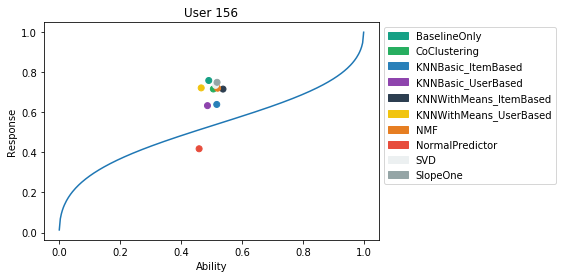 User 156
1.0
0.8
0.6
0.4
0.2
0.0
Response
0.0 0.2 0.4 0.6 0.8 1.0
Ability
BaselineOnly
CoClustering
KNNBasic_ItemBased
KNNBasic_UserBased
KNNWithMeans_ItemBased
KNNWithMeans_UserBased
NMF
NormalPredictor
SVD
SlopeOne